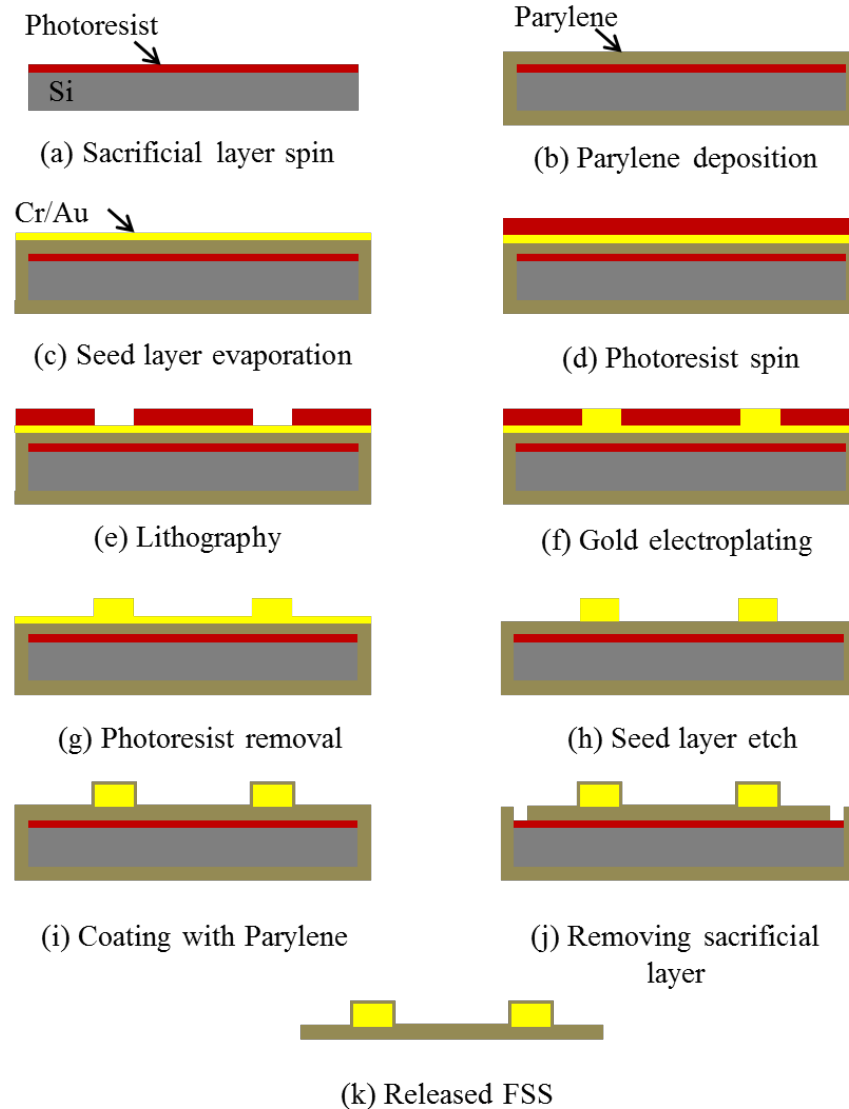 Photoresist
Si
(a) Sacrificial layer spin
Parylene
(b) Parylene deposition
Cr/Au
(c) Seed layer evaporation
(d) Photoresist spin
(e) Lithography
(f) Gold electroplating
(g) Photoresist removal
(h) Seed layer etch
(i) Coating with Parylene
(j) Removing sacrificial
layer
(k) Released FSS